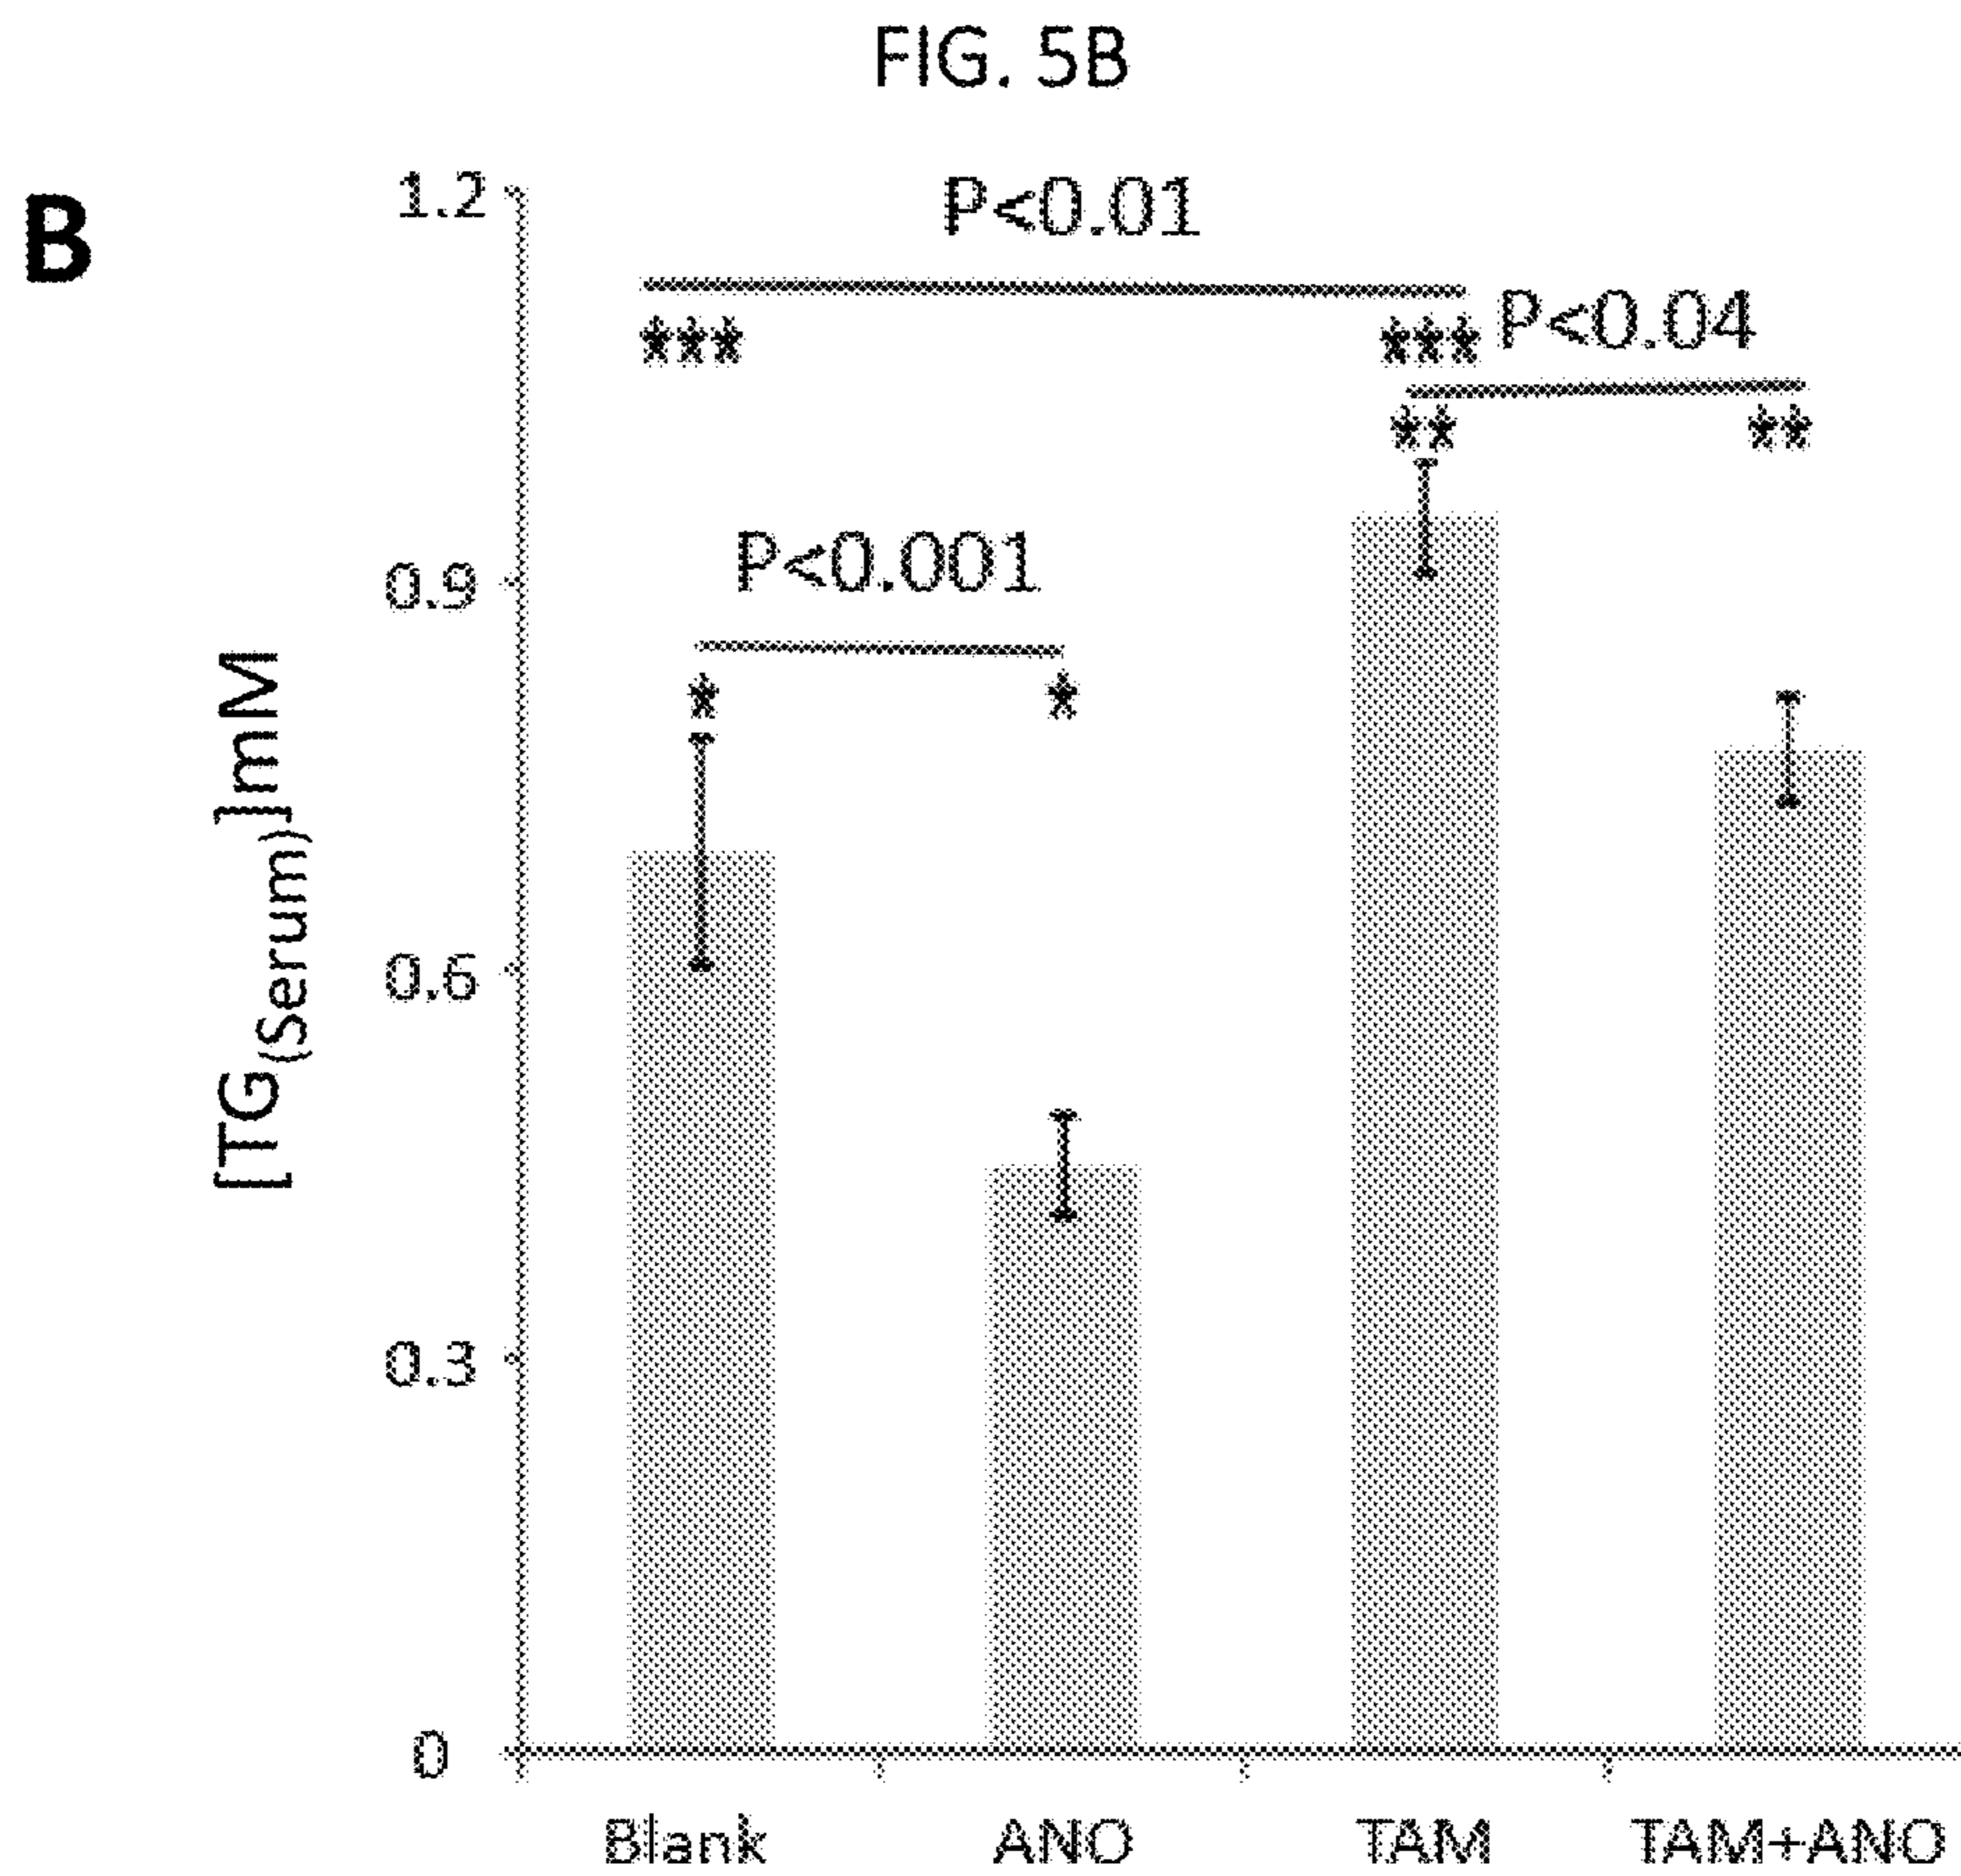 FIG. 5B
B
1.2
P<0.01
*** ***
P<0.04
** **
0.9
P<0.001
* *
[TG(Serum)]mM
0.6
0.3
0
Blank ANO TAM TAM+ANO